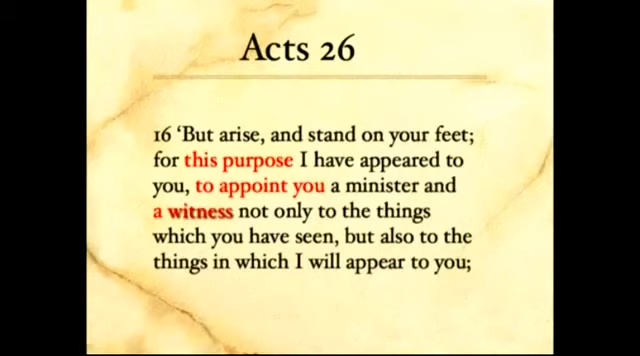 Acts 26
16 ‘But arise, and stand on your feet;
for this purpose I have appeared to
you, to appoint you a minister and
a witness not only to the things
which you have seen, but also to the
things in which I will appear to you;